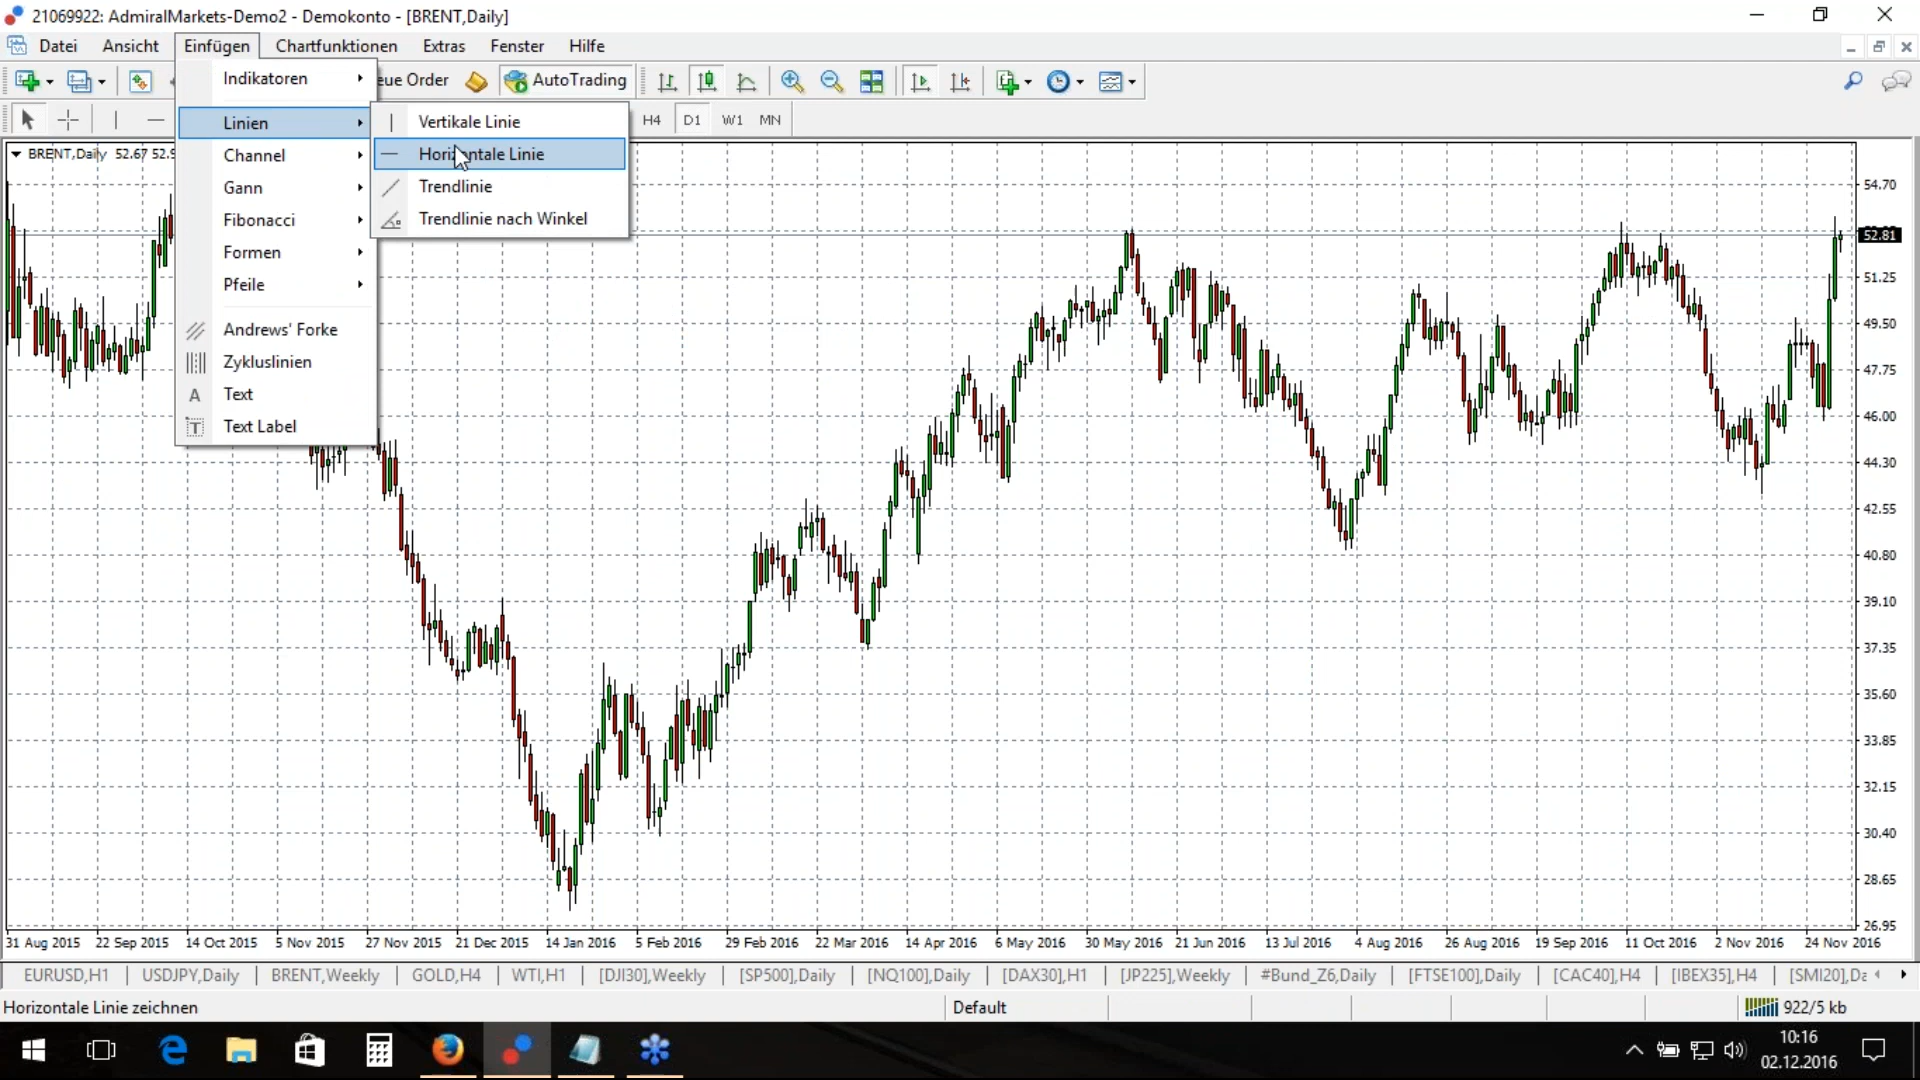 21069922: AdmiralMarkets-Demo2 - Demokonto - [BRENT,Daily]
Datei Ansicht Einfügen Chartfunktionen Extras Fenster Hilfe
eue Order AutoTrading
H4 D1 W1 MN
Indikatoren
Linien
Channel
Gann
Fibonacci
Formen
Pfeile
Andrews' Forke
Zykluslinien
Text
Text Label
Vertikale Linie
Horizontale Linie
Trendlinie
Trendlinie nach Winkel
BRENT,Daily 52.67 52.9
54.70
52.81
51.25
49.50
47.75
46.00
44.30
42.55
40.80
39.10
37.35
35.60
33.85
32.15
30.40
28.65
26.95
31 Aug 2015 22 Sep 2015 14 Oct 2015 5 Nov 2015 27 Nov 2015 21 Dec 2015 14 Jan 2016 5 Feb 2016 29 Feb 2016 22 Mar 2016 14 Apr 2016 6 May 2016 30 May 2016 21 Jun 2016 13 Jul 2016 4 Aug 2016 26 Aug 2016 19 Sep 2016 11 Oct 2016 2 Nov 2016 24 Nov 2016
EURUSD,H1 USDJPY,Daily BRENT,Weekly GOLD,H4 WTI,H1 [DJI30],Weekly [SP500],Daily [NQ100],Daily [DAX30],H1 [JP225],Weekly #Bund_Z6,Daily [FTSE100],Daily [CAC40],H4 [IBEX35],H4 [SMI20],Da
Horizontale Linie zeichnen Default 922/5 kb
10:16
02.12.2016